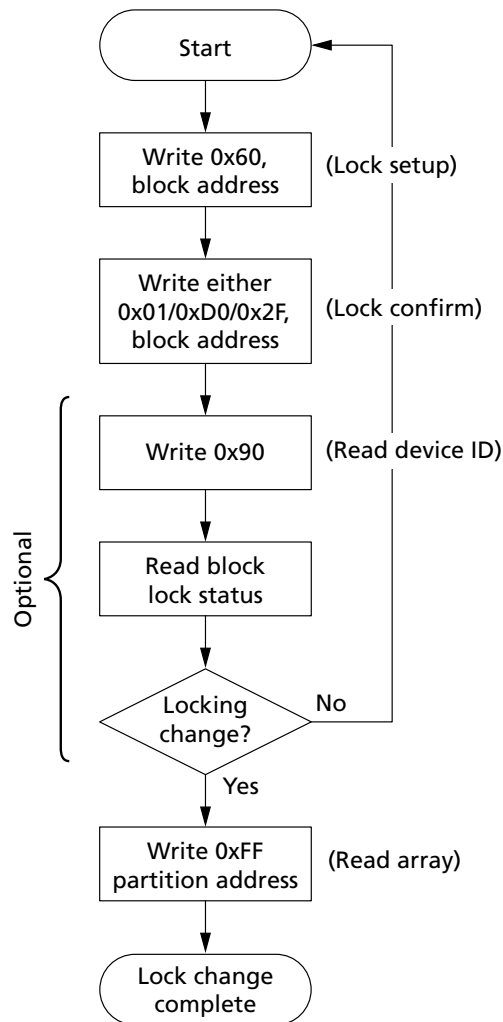 Start
Write 0x60,
block address
(Lock setup)
Write either
0x01/0xD0/0x2F,
block address
(Lock confirm)
Optional
Write 0x90
(Read device ID)
Read block
lock status
Locking
change?
No
Yes
Write 0xFF
partition address
(Read array)
Lock change
complete